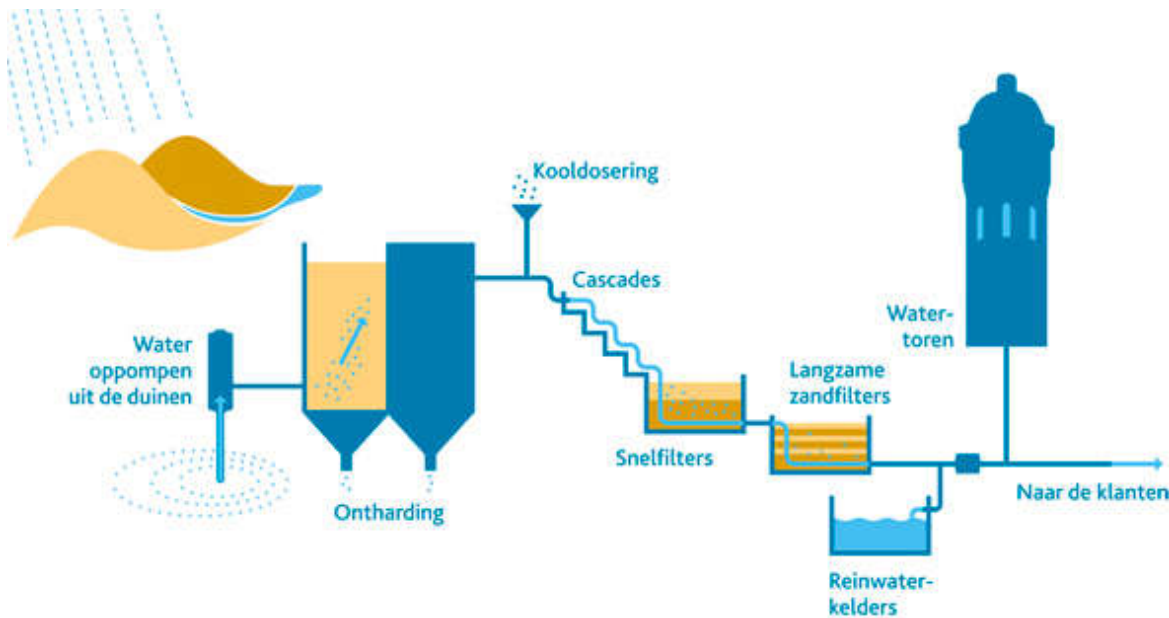 Water
oppompen
uit de duinen
Ontharding
Kooldosering
Cascades
Snelfilters
Langzame
zandfilters
Reinwater-
kelders
Water-
toren
Naar de klanten